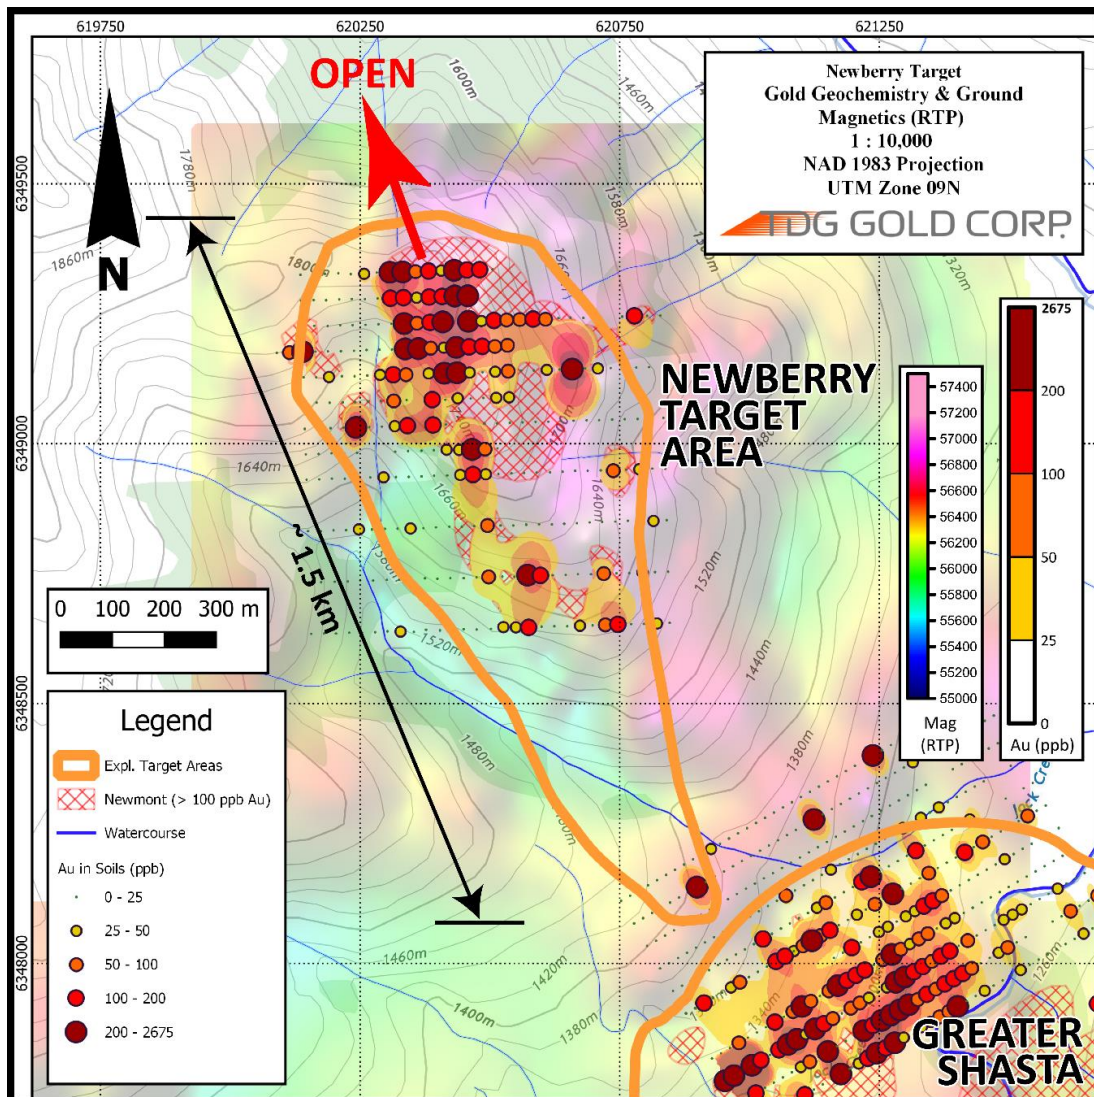 619750
620250
620750
621250
6349500
6349000
6348500
6348000
OPEN
N
Newberry Target
Gold Geochemistry & Ground
Magnetics (RTP)
1 : 10,000
NAD 1983 Projection
UTM Zone 09N
TDG GOLD CORP.
1600m
1460m
1780m
1860m
1580m
1800m
1320m
NEWBERRY
TARGET
AREA
1640m
1660m
1700m
1640m
1520m
1520m
1440m
1480m
1380m
1460m
1420m
1400m
1380m
1340m
1260m
~ 1.5 km
57400
57200
57000
56800
56600
56400
56200
56000
55800
55600
55400
55200
55000
Mag
(RTP)
2675
200
100
50
25
0
Au (ppb)
0 100 200 300 m
Legend
Expl. Target Areas
Newmont (> 100 ppb Au)
Watercourse
Au in Soils (ppb)
0 - 25
25 - 50
50 - 100
100 - 200
200 - 2675
GREATER
SHASTA